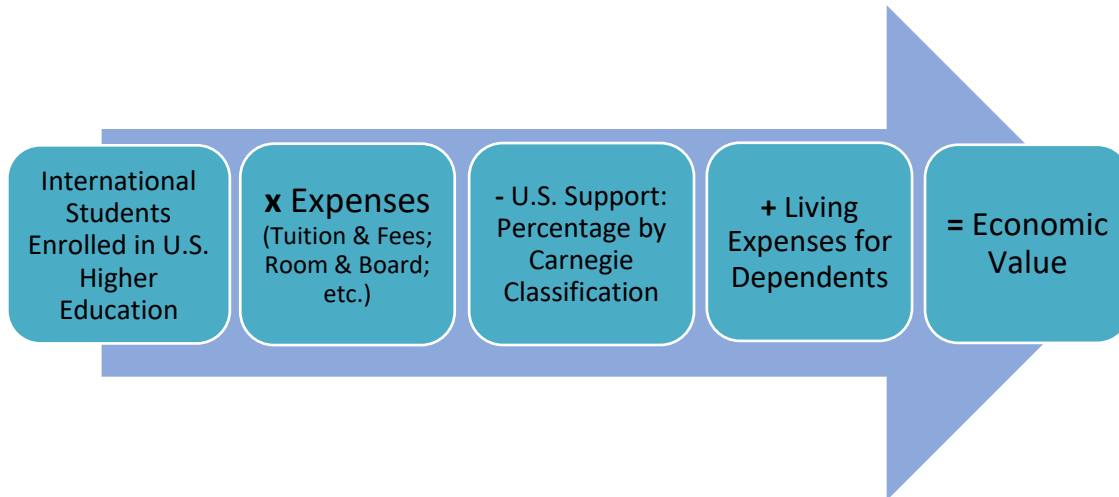 International
Students
Enrolled in U.S.
Higher
Education
x Expenses
(Tuition & Fees;
Room & Board;
etc.)
- U.S. Support:
Percentage by
Carnegie
Classification
+ Living
Expenses for
Dependents
= Economic
Value